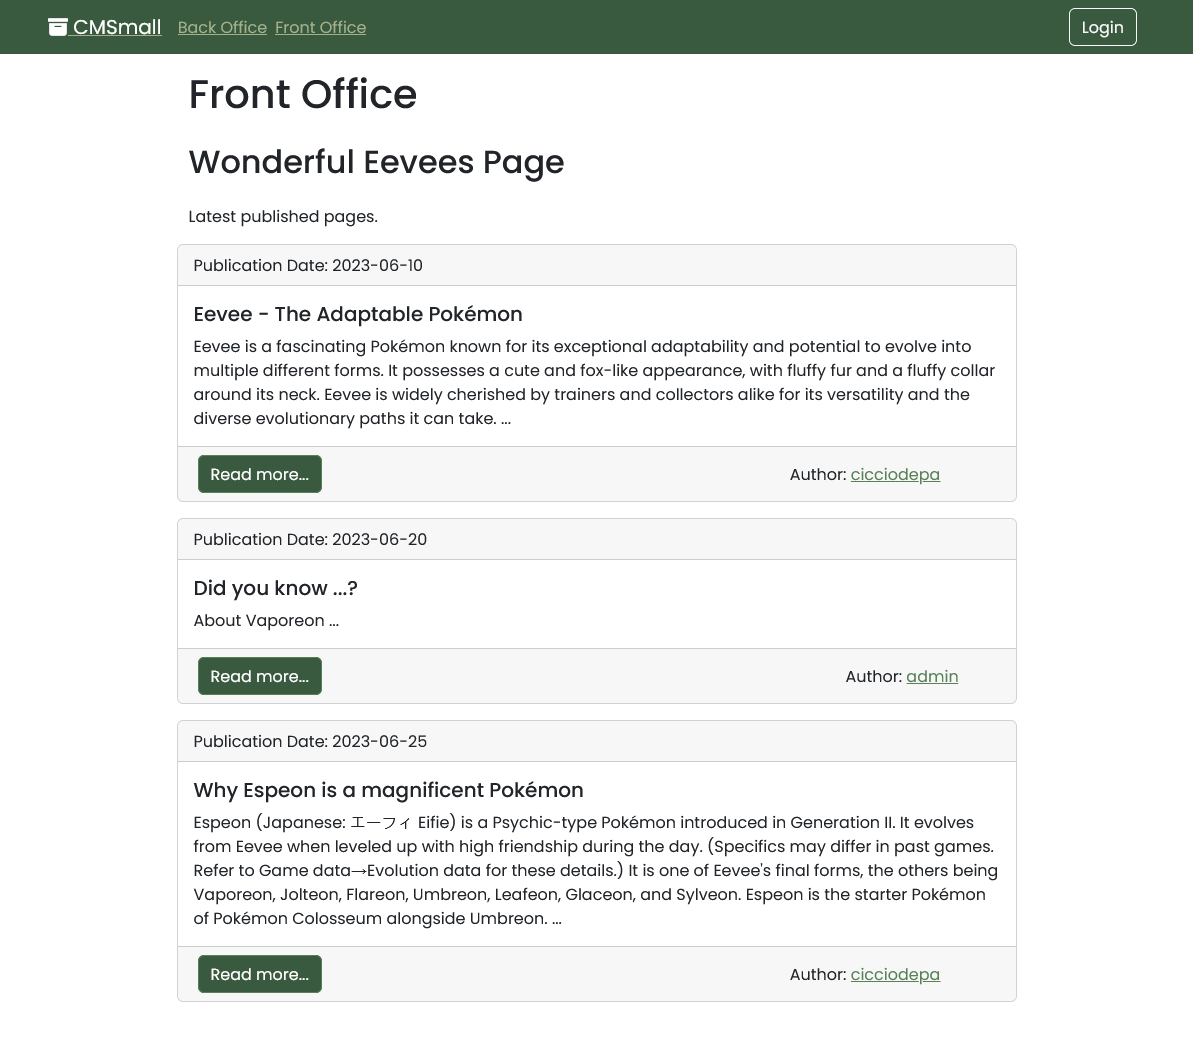 CMSmall Back Office Front Office Login
Front Office
Wonderful Eevees Page
Latest published pages.
Publication Date: 2023-06-10
Eevee - The Adaptable Pokémon
Eevee is a fascinating Pokémon known for its exceptional adaptability and potential to evolve into
multiple different forms. It possesses a cute and fox-like appearance, with fluffy fur and a fluffy collar
around its neck. Eevee is widely cherished by trainers and collectors alike for its versatility and the
diverse evolutionary paths it can take. ...
Read more... Author: cicciodepa
Publication Date: 2023-06-20
Did you know ...?
About Vaporeon ...
Read more... Author: admin
Publication Date: 2023-06-25
Why Espeon is a magnificent Pokémon
Espeon (Japanese: エーフィ Eifie) is a Psychic-type Pokémon introduced in Generation II. It evolves
from Eevee when leveled up with high friendship during the day. (Specifics may differ in past games.
Refer to Game data→Evolution data for these details.) It is one of Eevee's final forms, the others being
Vaporeon, Jolteon, Flareon, Umbreon, Leafeon, Glaceon, and Sylveon. Espeon is the starter Pokémon
of Pokémon Colosseum alongside Umbreon. ...
Read more... Author: cicciodepa